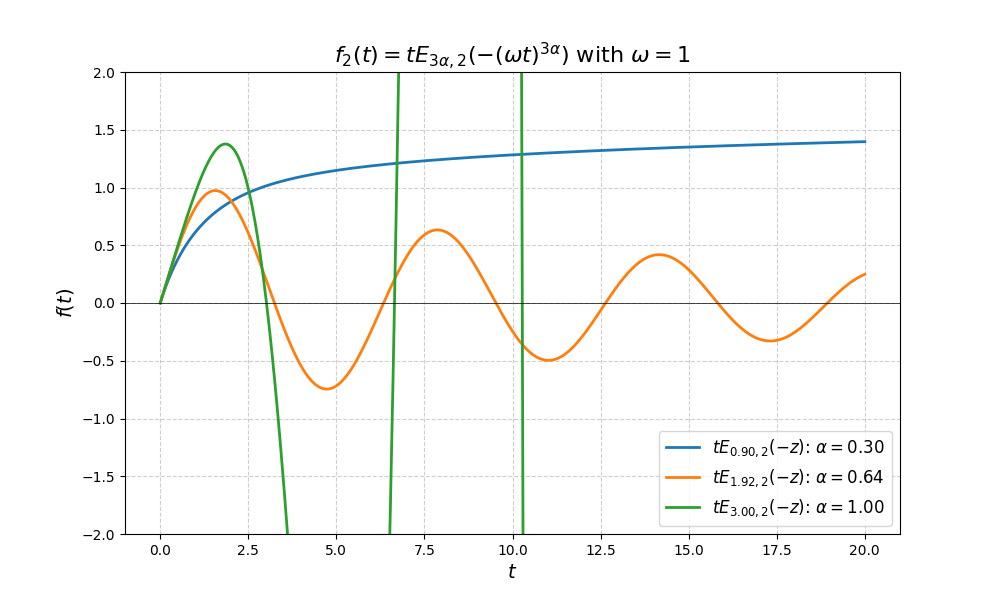 f₂(t) = tE₃α,₂(−(ωt)³ᵅ) with ω = 1
f(t)
2.0
1.5
1.0
0.5
0.0
−0.5
−1.0
−1.5
−2.0
tE₀.₉₀,₂(−z): α = 0.30
tE₁.₉₂,₂(−z): α = 0.64
tE₃.₀₀,₂(−z): α = 1.00
0.0 2.5 5.0 7.5 10.0 12.5 15.0 17.5 20.0
t